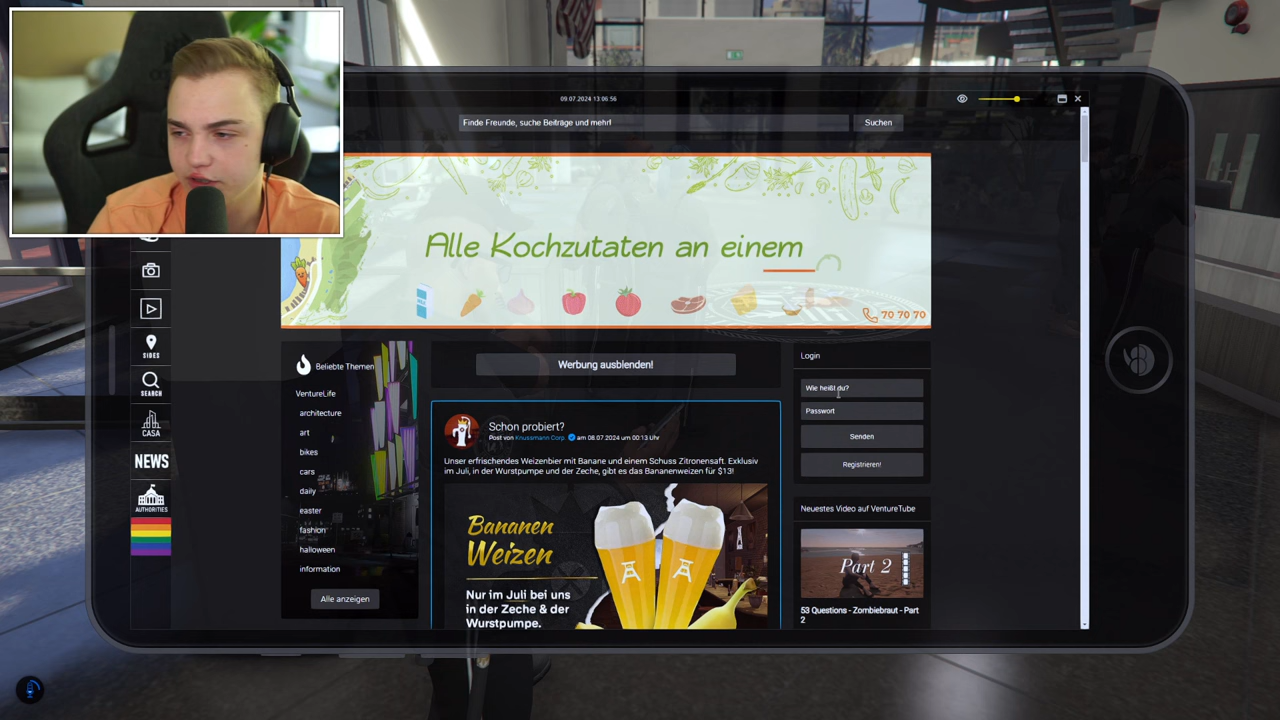 09.07.2024 13:06:56
Finde Freunde, suche Beiträge und mehr!
Suchen
Alle Kochzutaten an einem
70 70 70
SIBES
SEARCH
CASA
NEWS
AUTHORITIES
Beliebte Themen
VentureLife
architecture
art
bikes
cars
daily
easter
fashion
halloween
information
Alle anzeigen
Werbung ausblenden!
Schon probiert?
Post von Knussmann Corp. am 08.07.2024 um 00:13 Uhr
Unser erfrischendes Weizenbier mit Banane und einem Schuss Zitronensaft. Exklusiv
im Juli, in der Wurstpumpe und der Zeche, gibt es das Bananenweizen für $13!
Bananen
Weizen
Nur im Juli bei uns
in der Zeche & der
Wurstpumpe.
Login
Wie heißt du?
Passwort
Senden
Registrieren!
Neuestes Video auf VentureTube
Part 2
53 Questions - Zombiebraut - Part
2